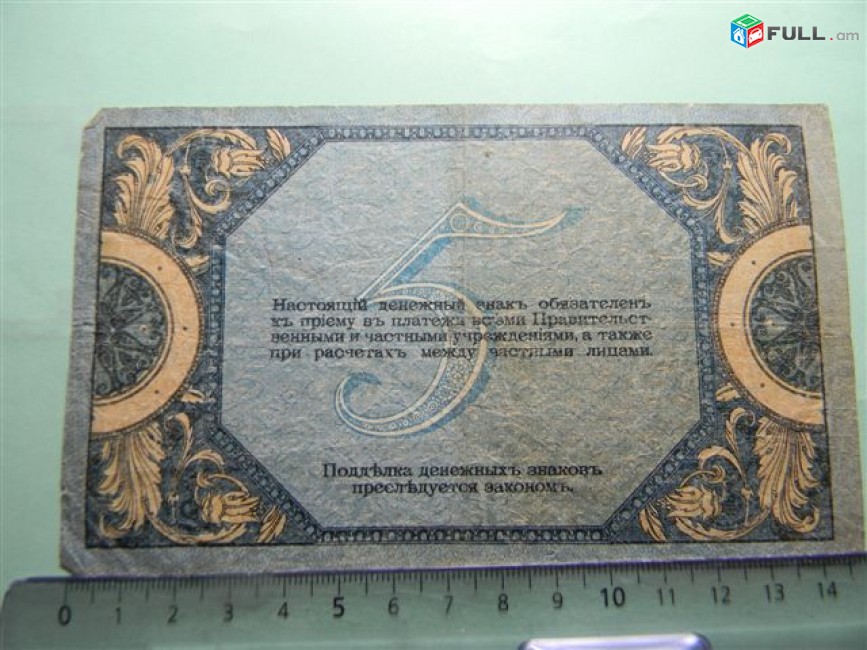 FULL.am
5
Настоящій денежный знакъ обязателенъ
къ пріему въ платежъ всѣми Правительст-
венными и частными учрежденіями, а также
при расчетахъ между частными лицами.
Поддѣлка денежныхъ знаковъ
преслѣдуется закономъ.
0 1 2 3 4 5 6 7 8 9 10 11 12 13 14